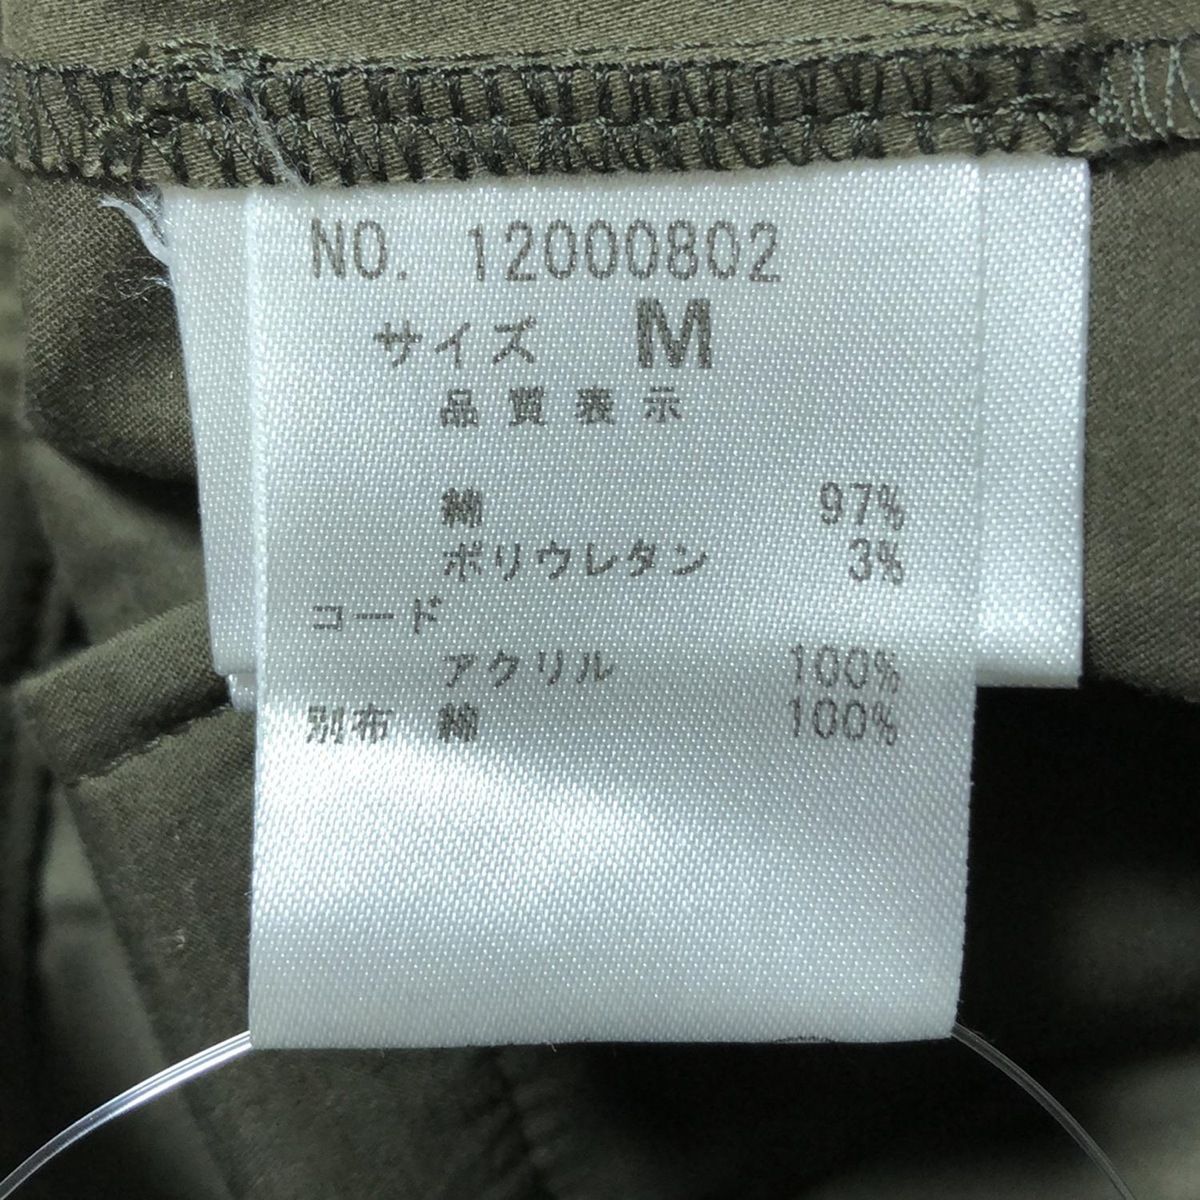 NO. 12000802
サイズ M
品質表示
綿 97%
ポリウレタン 3%
コード
アクリル 100%
別布 綿 100%